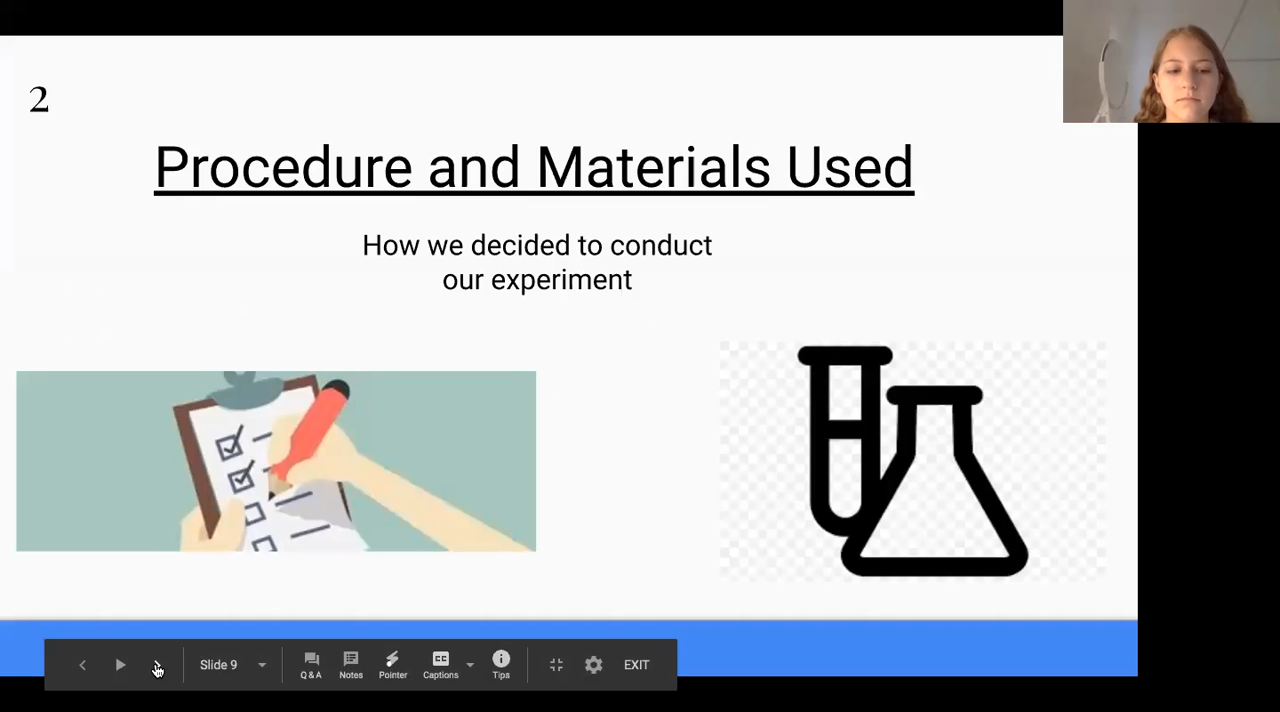 2
Procedure and Materials Used
How we decided to conduct
our experiment
Slide 9
Q&A
Notes
Pointer
CC
Captions
Tips
EXIT